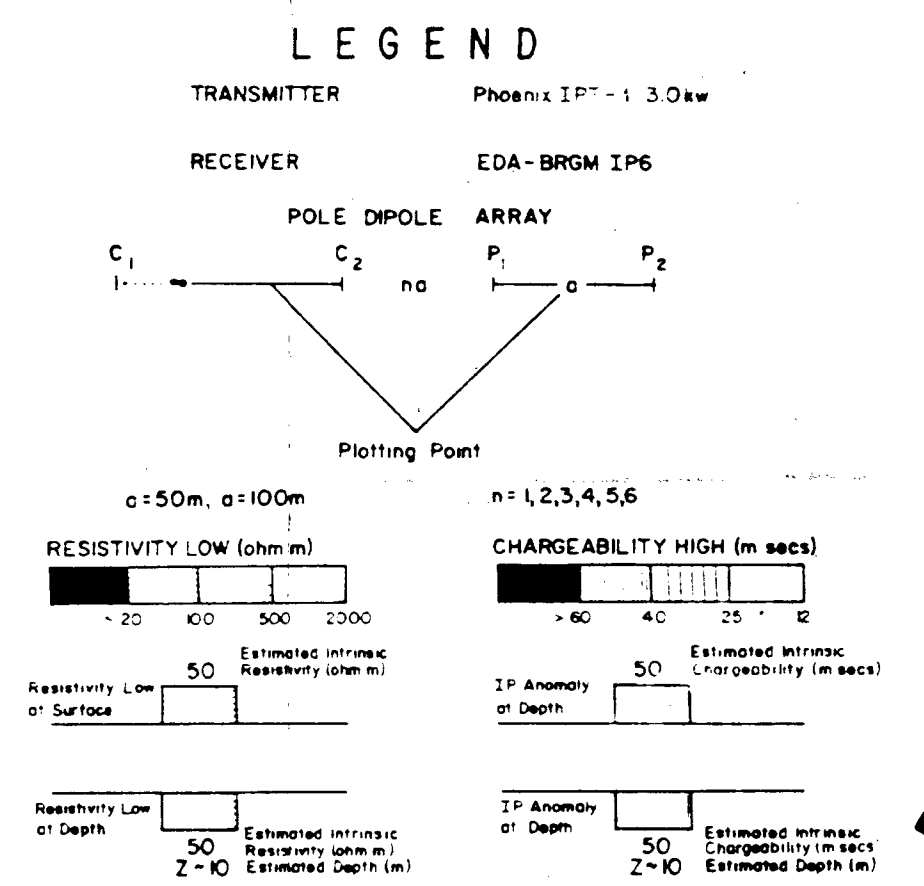 LEGEND
TRANSMITTER Phoenix IPT-1 3.0kw
RECEIVER EDA-BRGM IP6
POLE DIPOLE ARRAY
C1 C2 P1 P2
na a
Plotting Point
a=50m, a=100m n=1,2,3,4,5,6
RESISTIVITY LOW (ohm m) CHARGEABILITY HIGH (m secs)
20 100 500 2000 >60 40 25 12
50 Estimated Intrinsic Resistivity (ohm m)
Resistivity Low at Surface
50 Estimated Intrinsic Chargeability (m secs)
IP Anomaly at Depth
Resistivity Low at Depth
50 Estimated Intrinsic Resistivity (ohm m)
Z~10 Estimated Depth (m)
IP Anomaly at Depth
50 Estimated Intrinsic Chargeability (m secs
Z~10 Estimated Depth (m)